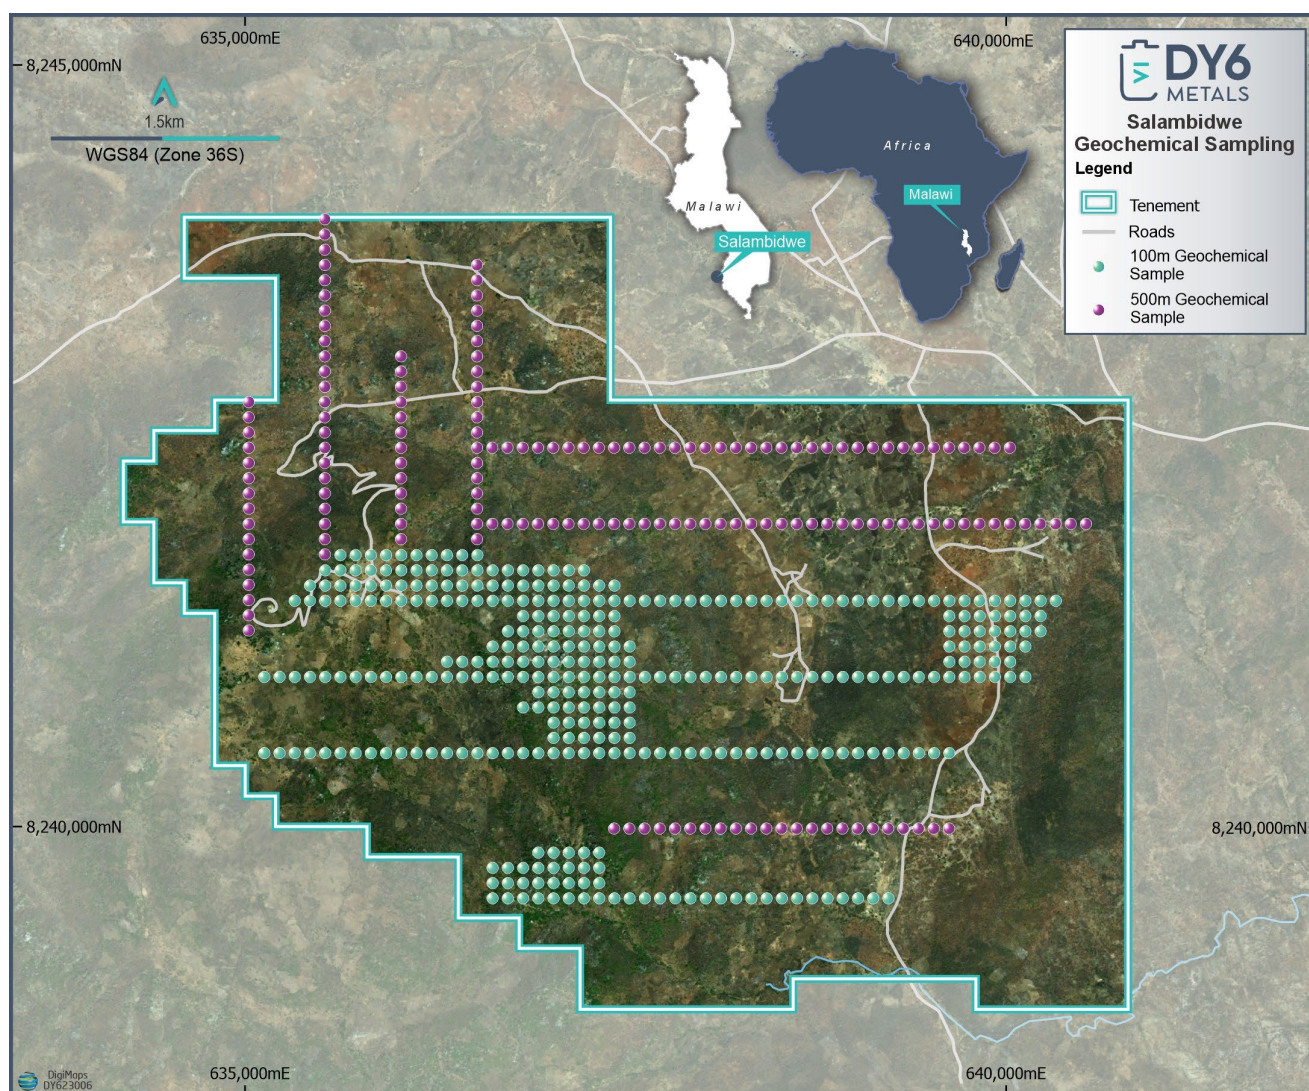 635,000mE
640,000mE
8,245,000mN
1.5km
WGS84 (Zone 36S)
Malawi
Salambidwe
Africa
Malawi
DY6
METALS
Salambidwe
Geochemical Sampling
Legend
Tenement
Roads
100m Geochemical
Sample
500m Geochemical
Sample
8,240,000mN
8,240,000mN
635,000mE
640,000mE
DigiMaps
DY623006